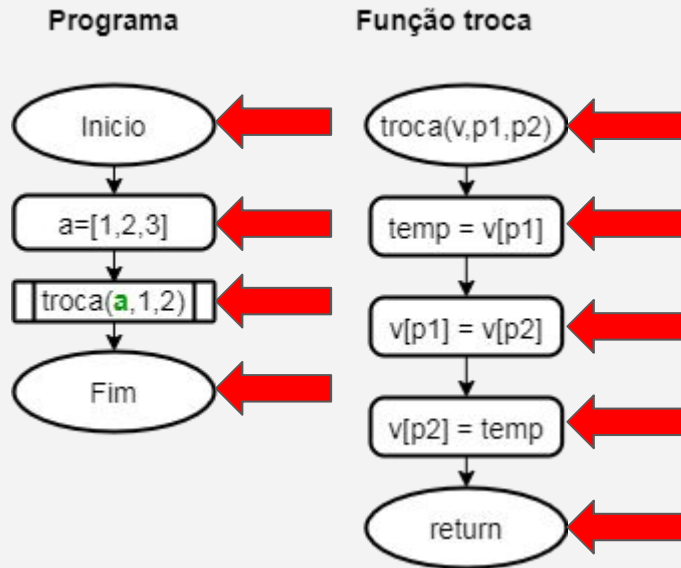 Programa
Inicio
a=[1,2,3]
troca(a,1,2)
Fim
Função troca
troca(v,p1,p2)
temp = v[p1]
v[p1] = v[p2]
v[p2] = temp
return